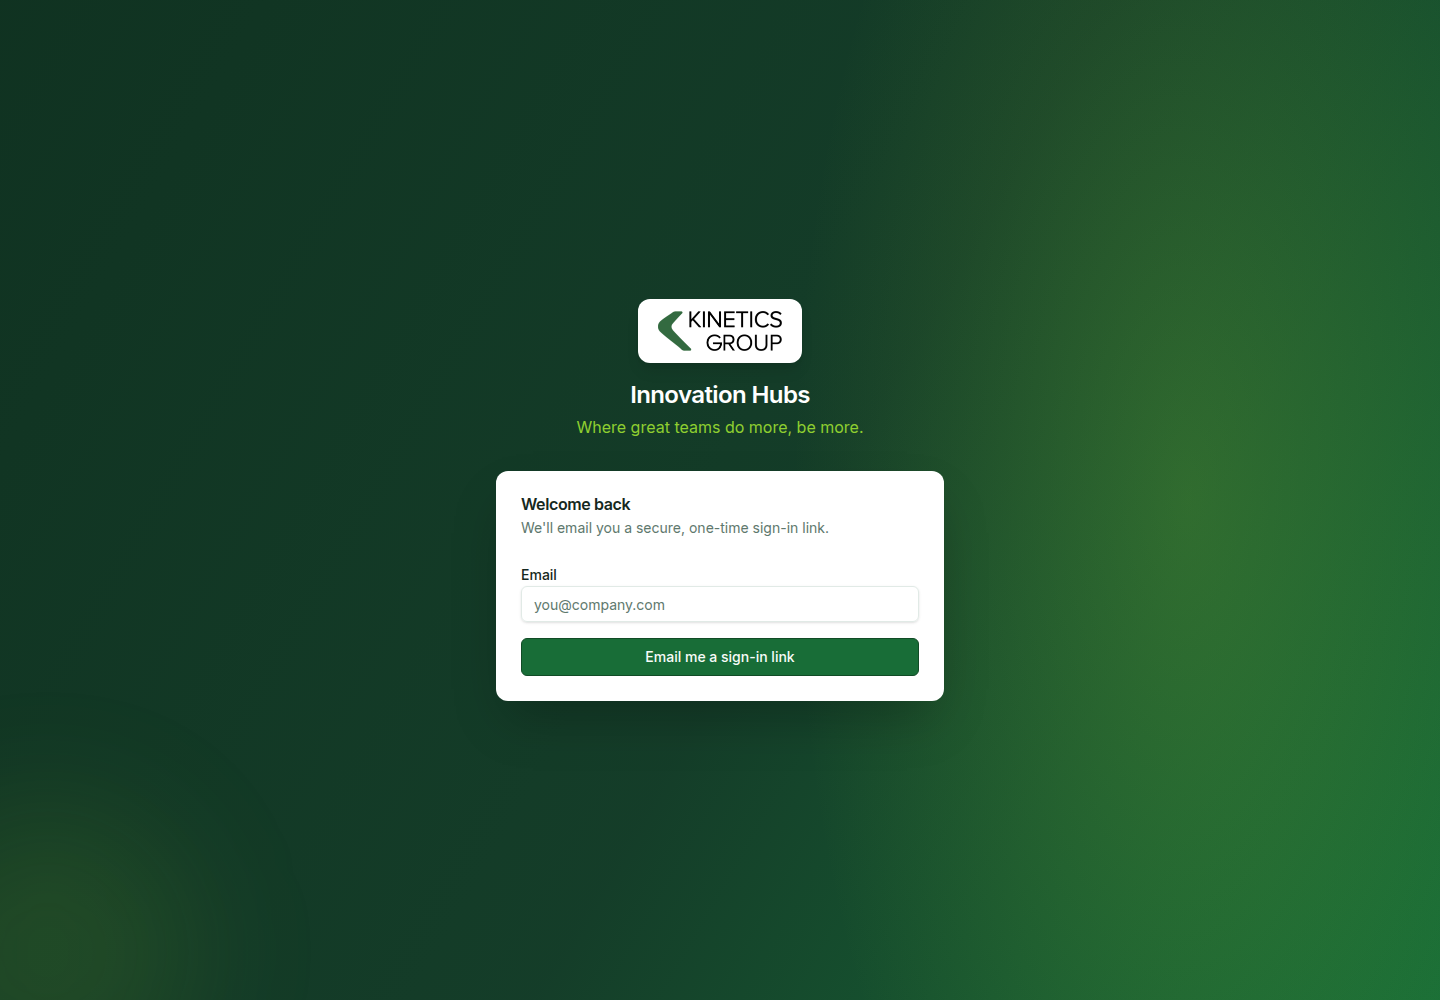 KINETICS
GROUP
Innovation Hubs
Where great teams do more, be more.
Welcome back
We'll email you a secure, one-time sign-in link.
Email
you@company.com
Email me a sign-in link